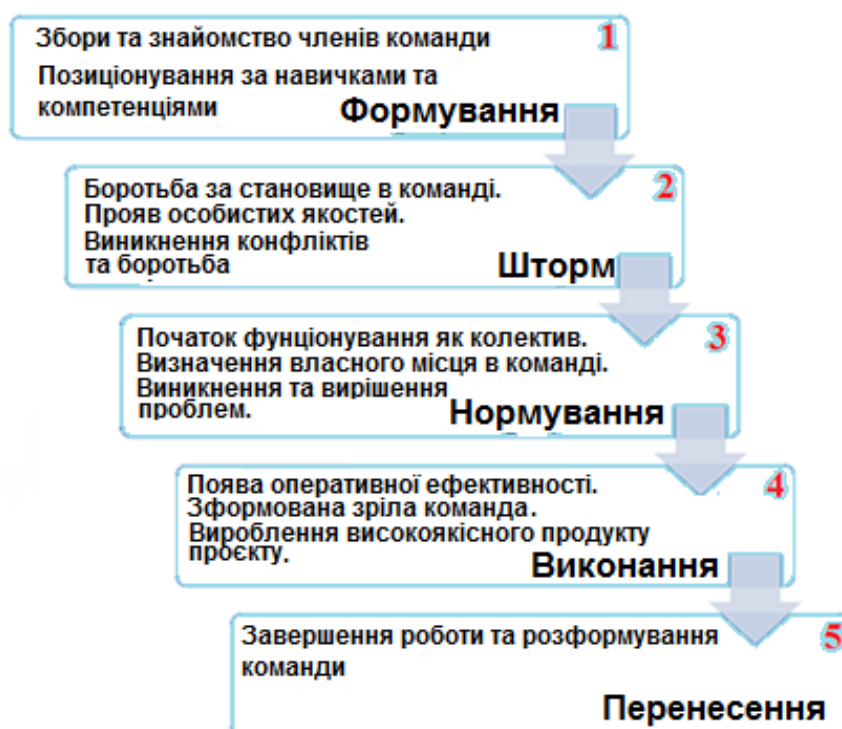 Збори та знайомство членів команди 1
Позиціонування за навичками та
компетенціями Формування
Боротьба за становище в команді. 2
Прояв особистих якостей.
Виникнення конфліктів
та боротьба Шторм
Початок фунціонування як колектив. 3
Визначення власного місця в команді.
Виникнення та вирішення
проблем. Нормування
Поява оперативної ефективності. 4
Зформована зріла команда.
Вироблення високоякісного продукту
проєкту. Виконання
Завершення роботи та розформування 5
команди
Перенесення